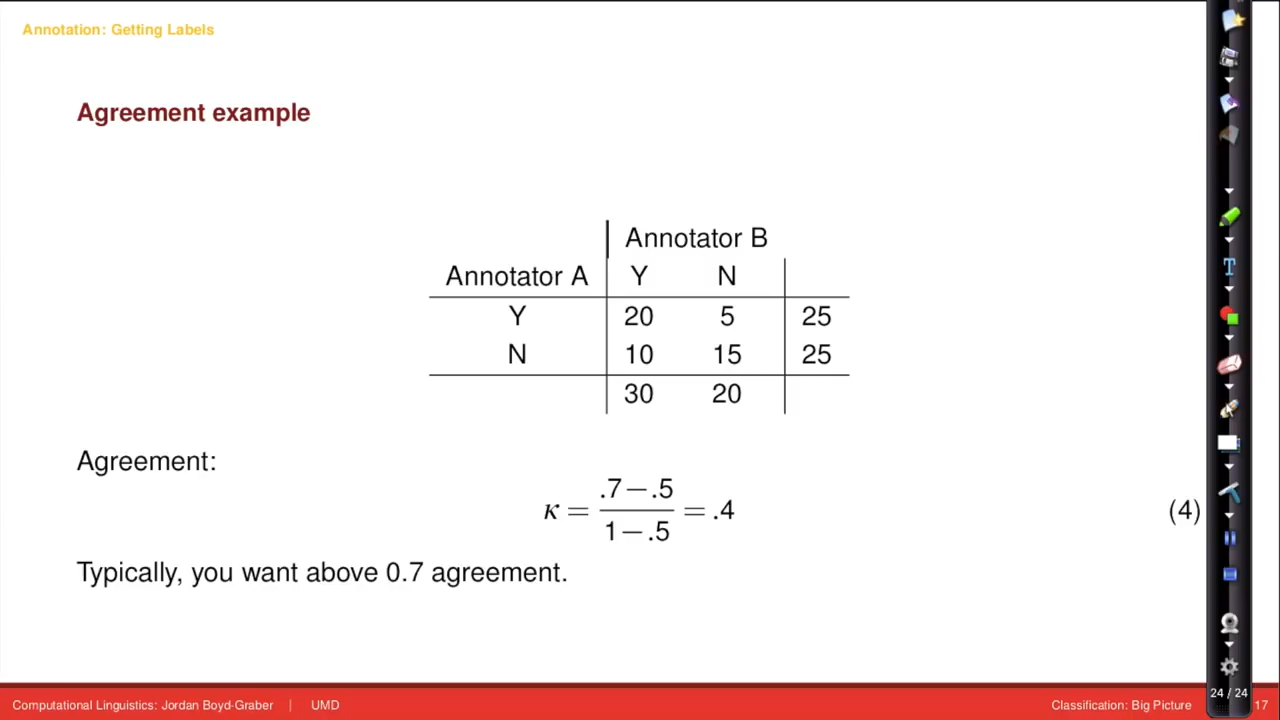 Annotation: Getting Labels
Agreement example
Annotator B
Annotator A Y N
Y 20 5 25
N 10 15 25
30 20
Agreement:
κ = .7−.5 / 1−.5 = .4 (4)
Typically, you want above 0.7 agreement.
Computational Linguistics: Jordan Boyd-Graber | UMD Classification: Big Picture 24 / 24 17